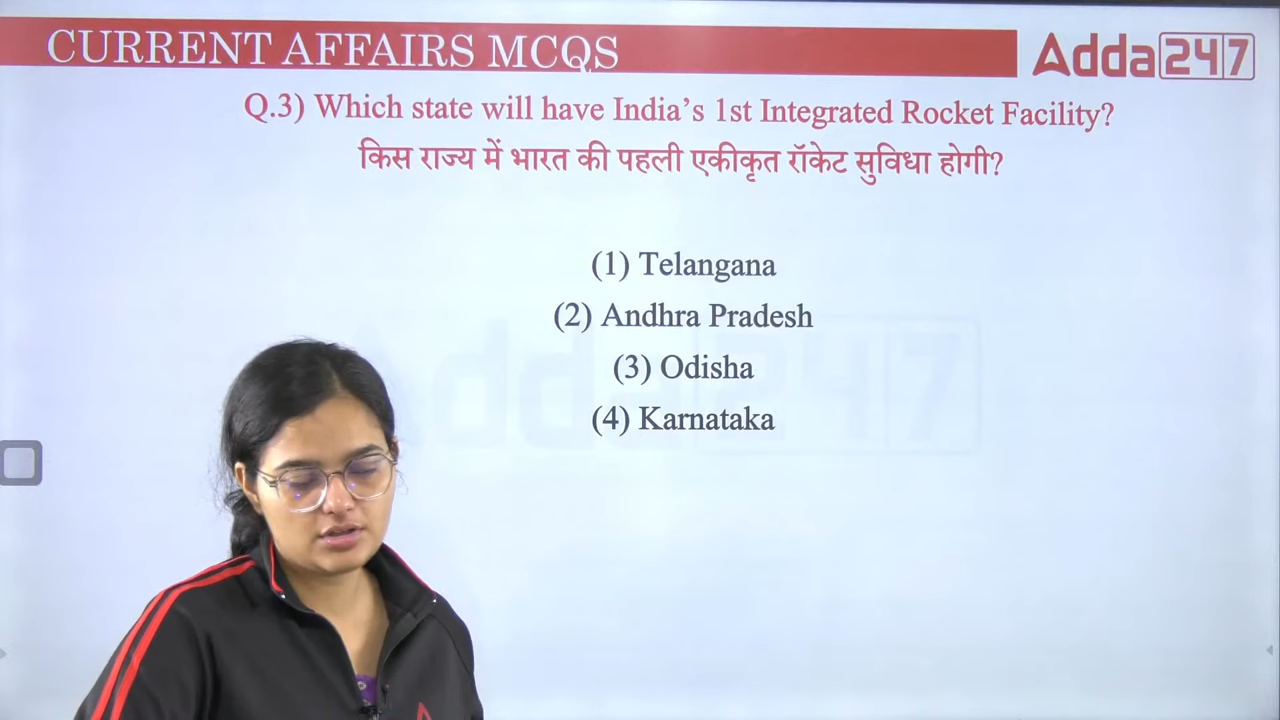 CURRENT AFFAIRS MCQS
Adda247
Q.3) Which state will have India’s 1st Integrated Rocket Facility?
किस राज्य में भारत की पहली एकीकृत रॉकेट सुविधा होगी?
(1) Telangana
(2) Andhra Pradesh
(3) Odisha
(4) Karnataka
Adda247